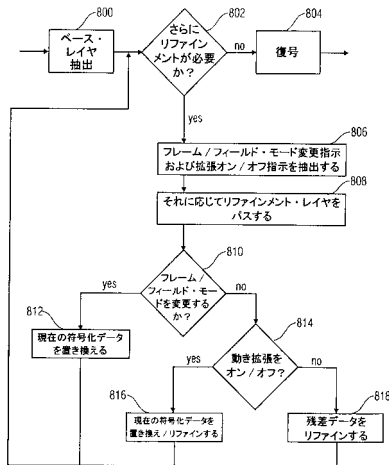 800
802
804
ベース・
レイヤ
抽出
さらに
リファイン
メントが必要
か?
no
復号
yes
806
フレーム/フィールド・モード変更指示
および拡張オン/オフ指示を抽出する
808
それに応じてリファインメント・レイヤを
パスする
810
フレーム/
フィールド・モー
ドを変更する
か?
yes
no
812
現在の符号化データ
を置き換える
814
動き拡張を
オン/オフ?
yes
no
816
現在の符号化データを
置き換え/リファインする
818
残差データを
リファインする